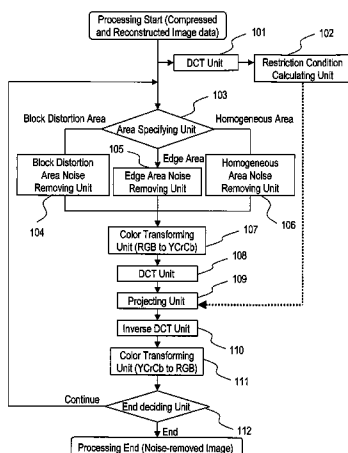 Processing Start (Compressed
and Reconstructed Image data)
101
102
DCT Unit
Restriction Condition
Calculating Unit
103
Block Distortion Area
Homogeneous Area
Area Specifying Unit
Edge Area
105
Block Distortion
Area Noise
Removing Unit
Edge Area Noise
Removing Unit
Homogeneous
Area Noise
Removing Unit
104
106
107
Color Transforming
Unit (RGB to YCrCb)
108
DCT Unit
109
Projecting Unit
110
Inverse DCT Unit
Color Transforming
Unit (YCrCb to RGB)
111
Continue
End deciding Unit
112
End
Processing End (Noise-removed Image)